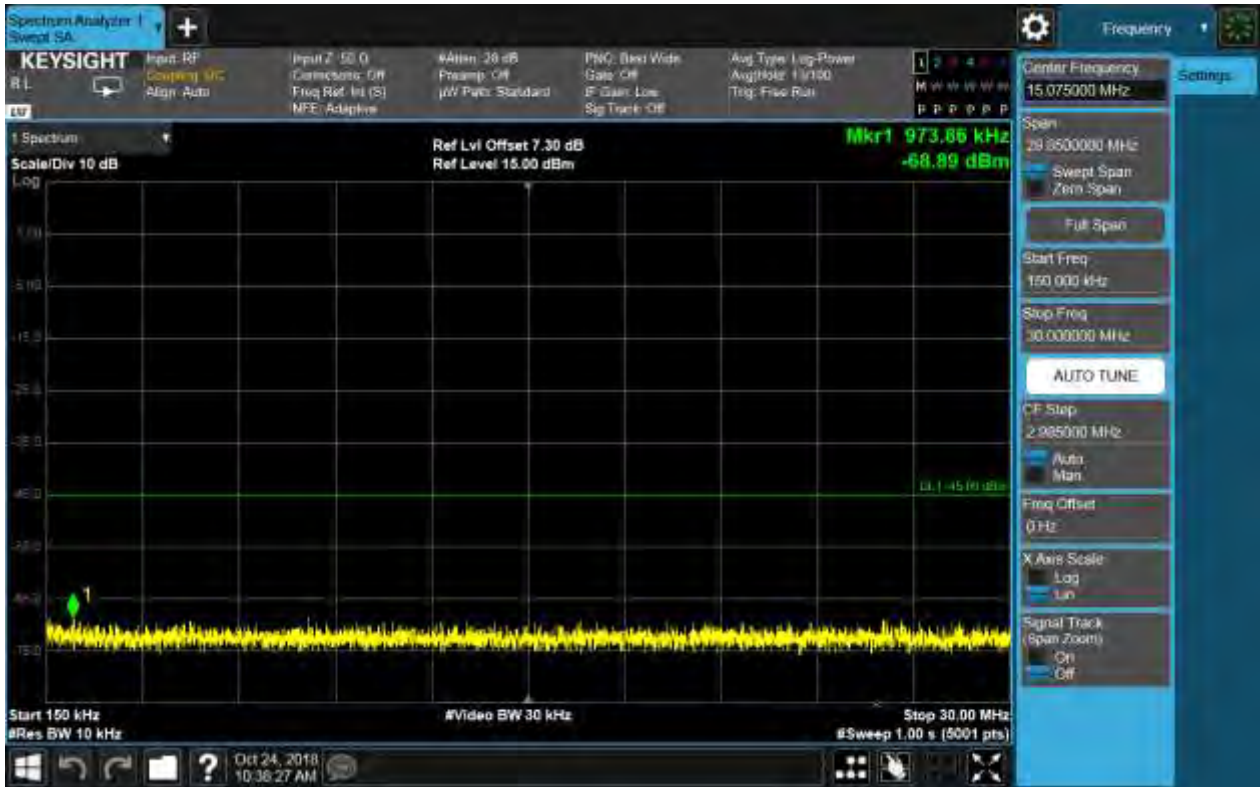 Spectrum Analyzer 1
Swept SA
KEYSIGHT
Input: RF
Coupling: DC
Align: Auto
Input Z: 50 Ω
Corrections: Off
Freq Ref: Int (S)
NFE: Adaptive
#Atten: 28 dB
Preamp: Off
µW Path: Standard
PNO: Best Wide
Gate: Off
IF Gain: Low
Sig Track: Off
Avg Type: Log-Power
Trig: Free Run
1 Spectrum
Scale/Div 10 dB
Log
Ref Lvl Offset 7.30 dB
Ref Level 15.00 dBm
Mkr1 973.86 kHz
-68.89 dBm
1
Start 150 kHz
#Res BW 10 kHz
#Video BW 30 kHz
Stop 30.00 MHz
#Sweep 1.00 s (5001 pts)
Oct 24, 2018
10:38:27 AM
Frequency
Settings
Center Frequency
15.075000 MHz
Span
29.8500000 MHz
Swept Span
Zero Span
Full Span
Start Freq
150.000 kHz
Stop Freq
30.000000 MHz
AUTO TUNE
CF Step
2.985000 MHz
Auto
Man
Freq Offset
0 Hz
X Axis Scale
Log
Lin
Signal Track
(Span Zoom)
On
Off